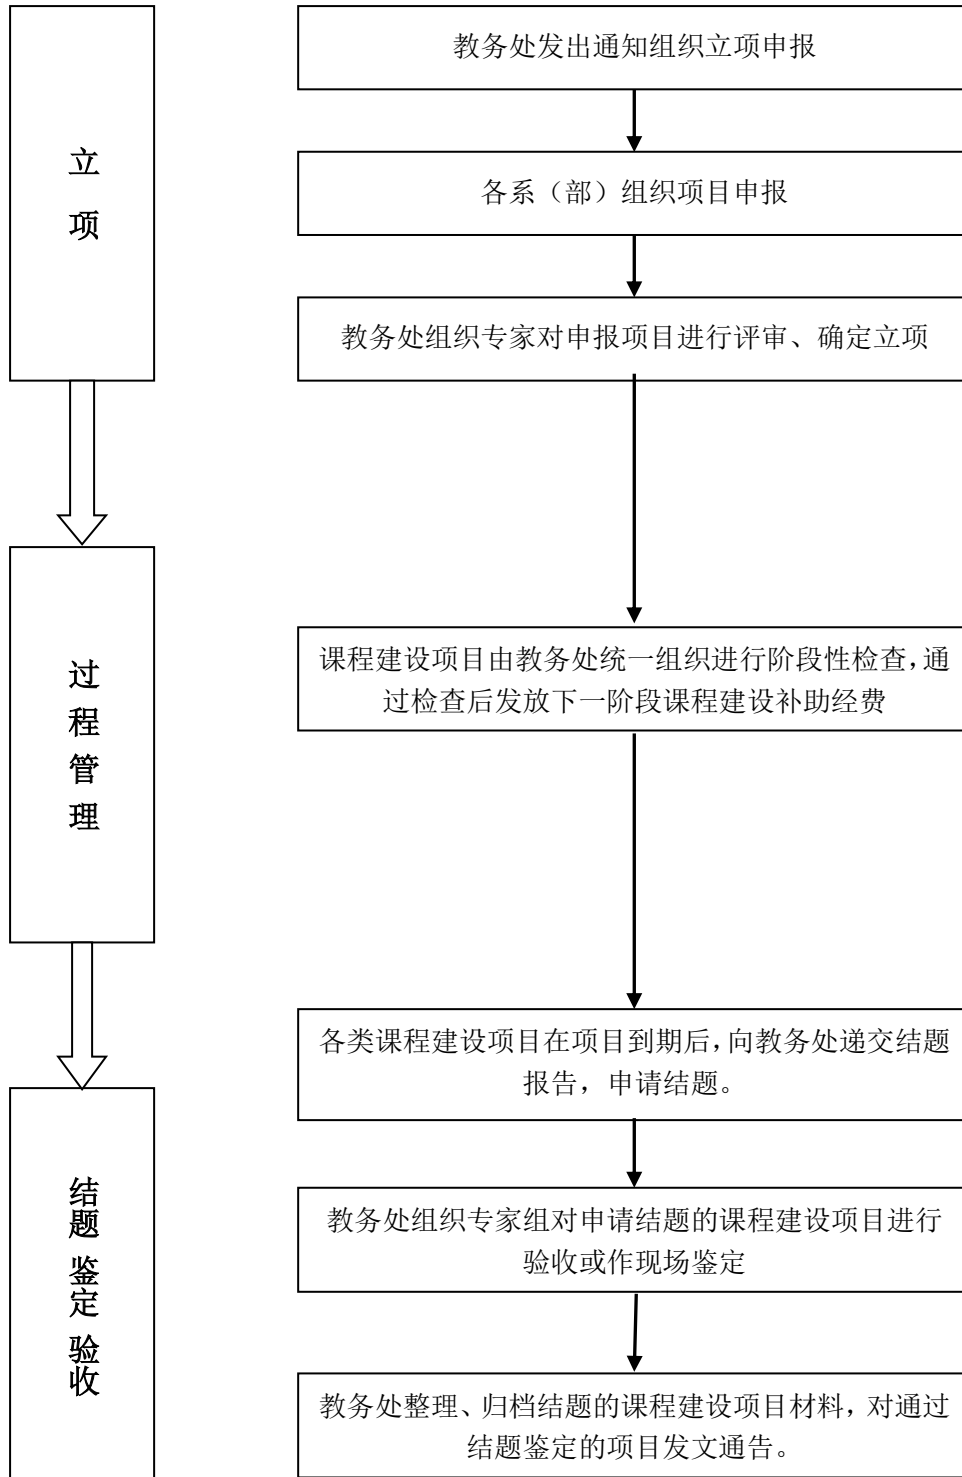 立
项
教务处发出通知组织立项申报
各系（部）组织项目申报
教务处组织专家对申报项目进行评审、确定立项
过
程
管
理
课程建设项目由教务处统一组织进行阶段性检查，通
过检查后发放下一阶段课程建设补助经费
结
题
鉴
定
验
收
各类课程建设项目在项目到期后，向教务处递交结题
报告，申请结题。
教务处组织专家组对申请结题的课程建设项目进行
验收或作现场鉴定
教务处整理、归档结题的课程建设项目材料，对通过
结题鉴定的项目发文通告。